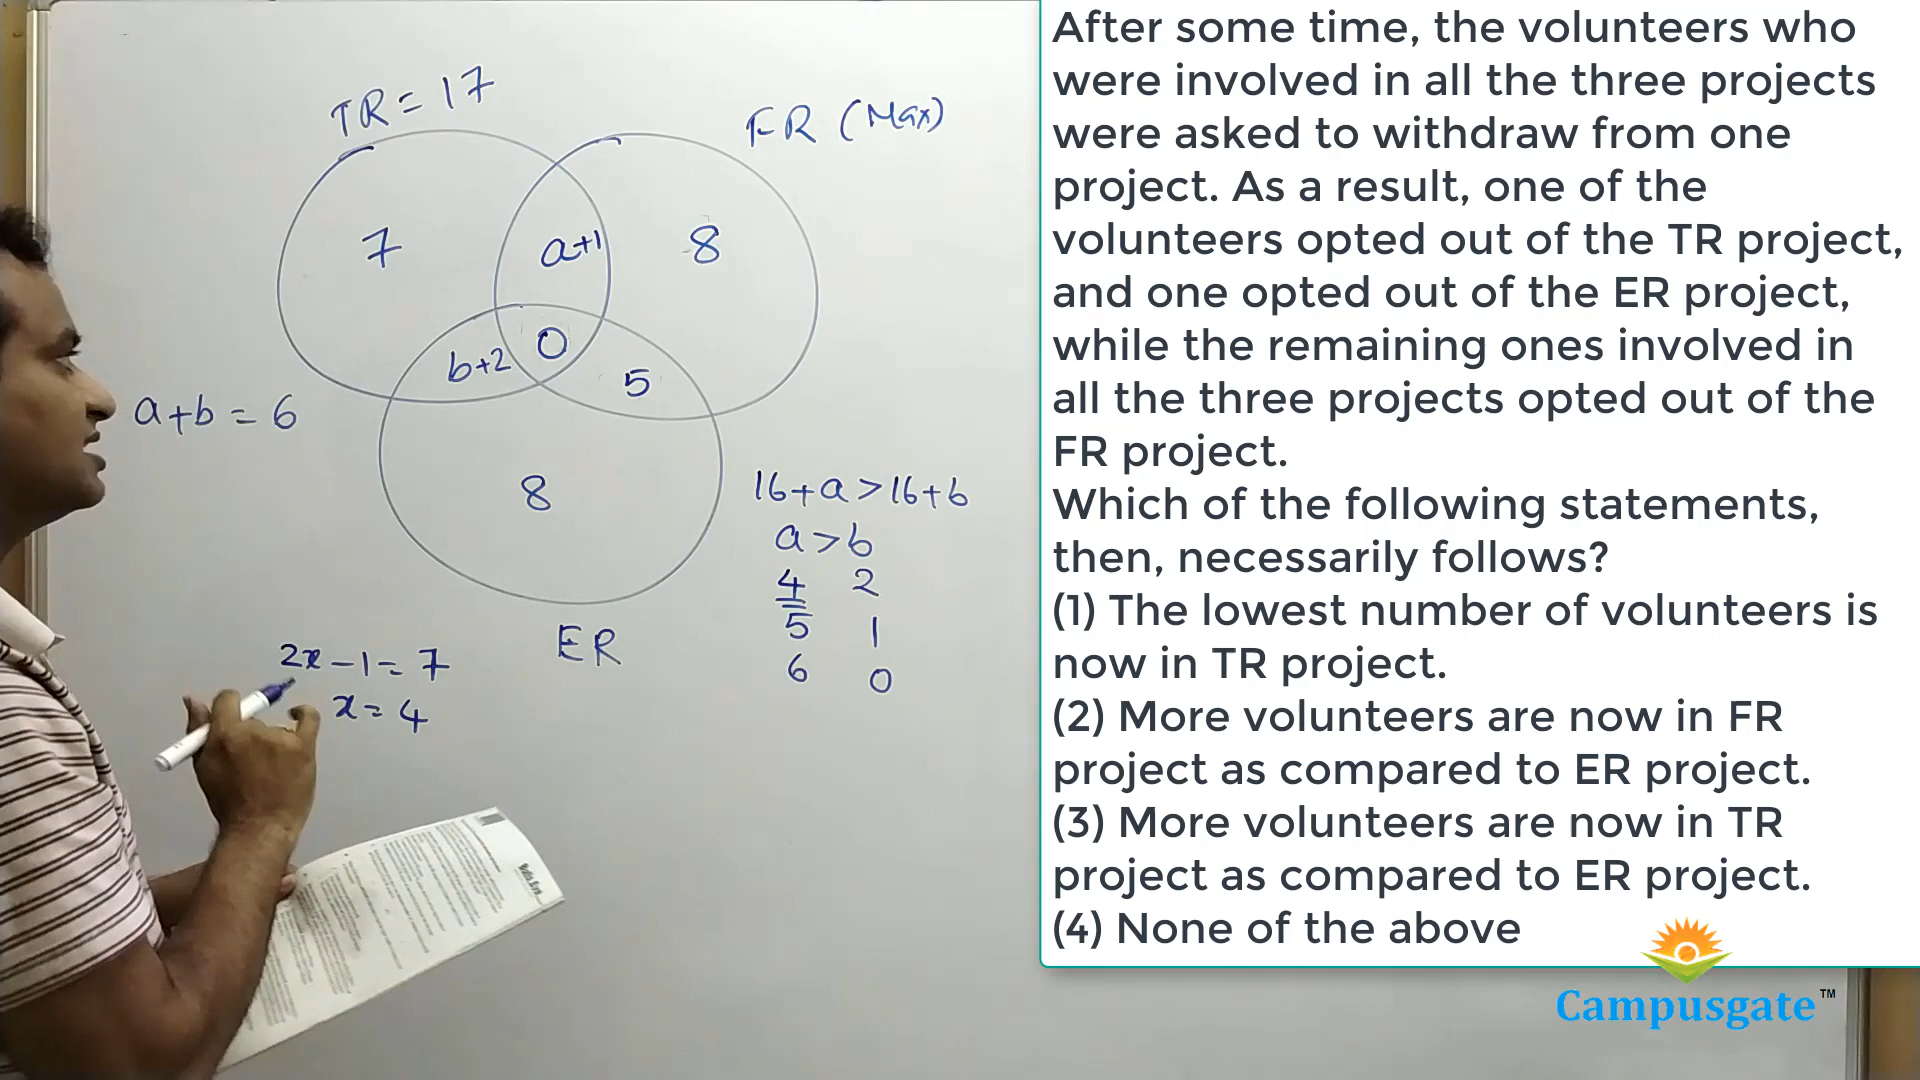 TR = 17
FR (Max)
7
a+1
8
b+2
0
5
a+b = 6
8
16+a > 16+b
a > b
4 2
5 1
6 0
ER
2x - 1 = 7
x = 4
After some time, the volunteers who
were involved in all the three projects
were asked to withdraw from one
project. As a result, one of the
volunteers opted out of the TR project,
and one opted out of the ER project,
while the remaining ones involved in
all the three projects opted out of the
FR project.
Which of the following statements,
then, necessarily follows?
(1) The lowest number of volunteers is
now in TR project.
(2) More volunteers are now in FR
project as compared to ER project.
(3) More volunteers are now in TR
project as compared to ER project.
(4) None of the above
Campusgate™